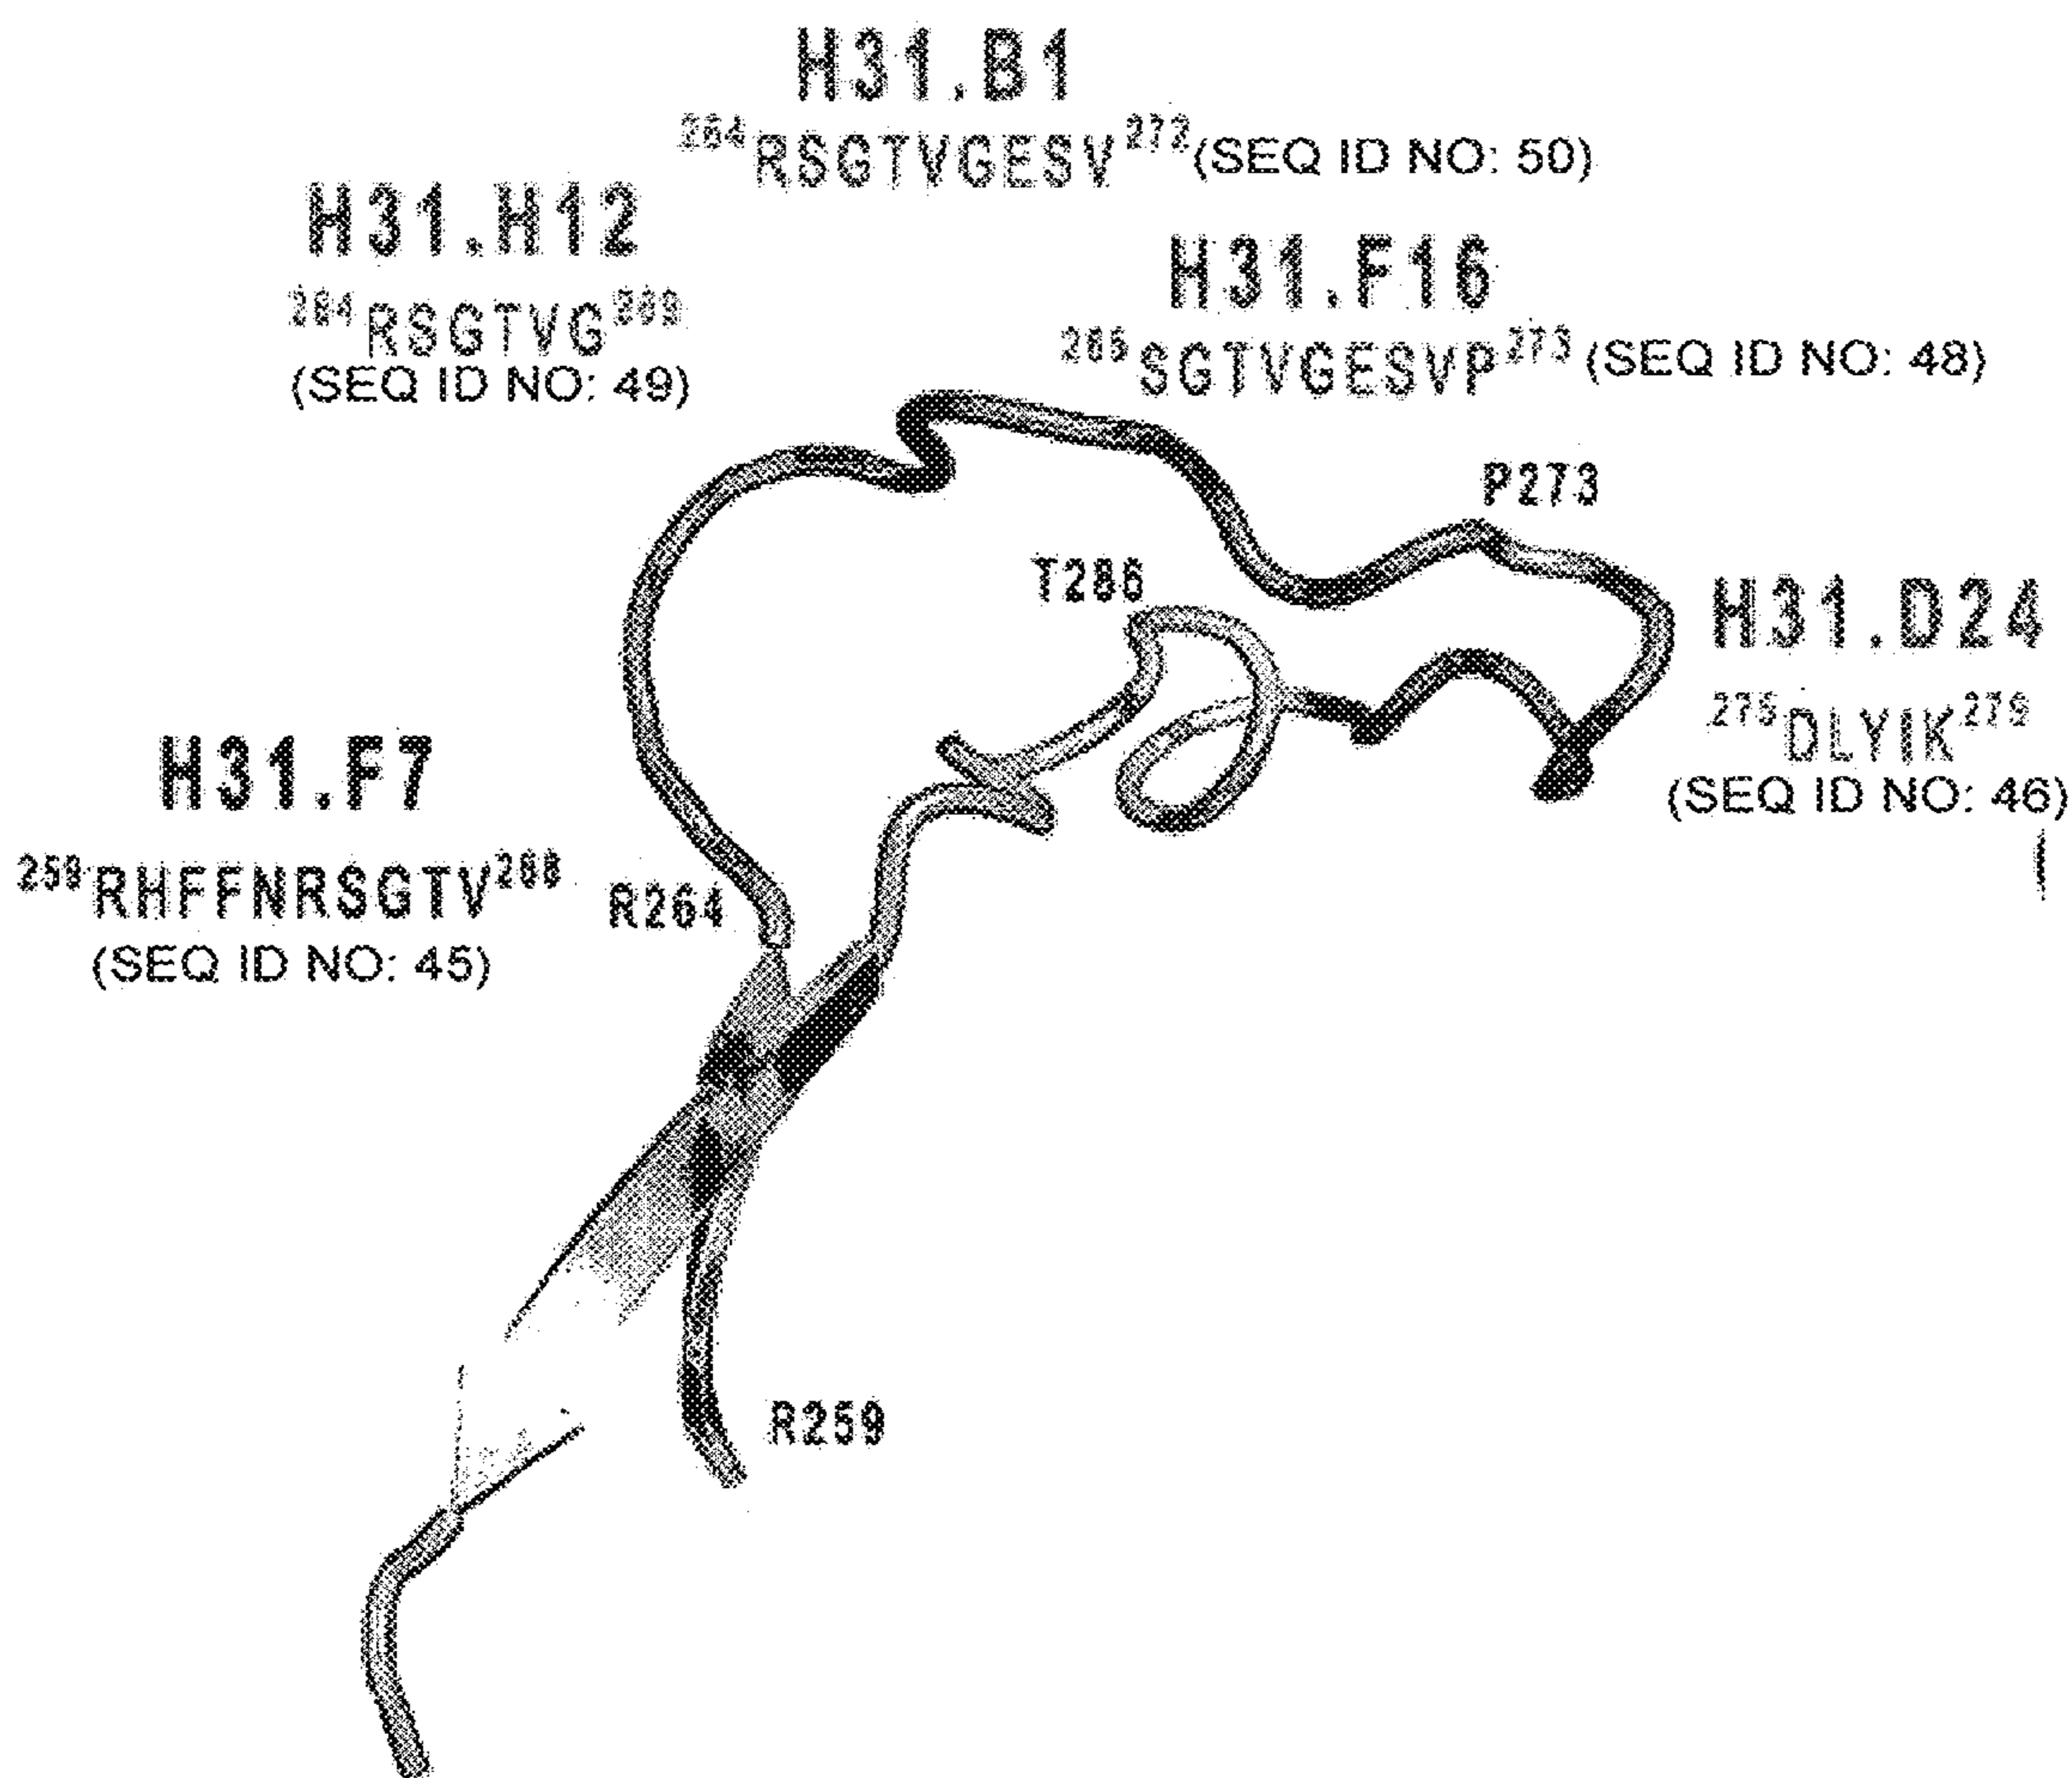 H31.B1
264RSGTVGESV272(SEQ ID NO: 50)
H31.H12
264RSGTVG269
(SEQ ID NO: 49)
H31.F16
265SGTVGESVP273 (SEQ ID NO: 48)
P273
T286
H31.D24
275DLYIK279
(SEQ ID NO: 46)
H31.F7
259RHFFNRSGTV268
(SEQ ID NO: 45)
R264
R259